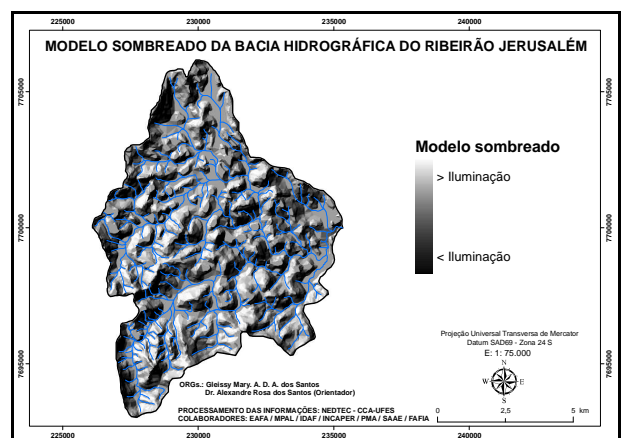 225000 230000 235000 240000
MODELO SOMBREADO DA BACIA HIDROGRÁFICA DO RIBEIRÃO JERUSALÉM
7705000 7705000
Modelo sombreado
> Iluminação
7700000 7700000
< Iluminação
Projeção Universal Transversa de Mercator
Datum SAD69 - Zona 24 S
E: 1: 75.000
7695000 7695000
N
W E
S
ORGs.: Gleissy Mary. A. D. A. dos Santos
Dr. Alexandre Rosa dos Santos (Orientador)
PROCESSAMENTO DAS INFORMAÇÕES: NEDTEC - CCA-UFES
COLABORADORES: EAFA / MPAL / IDAF / INCAPER / PMA / SAAE / FAFIA
0 2,5 5 km
225000 230000 235000 240000